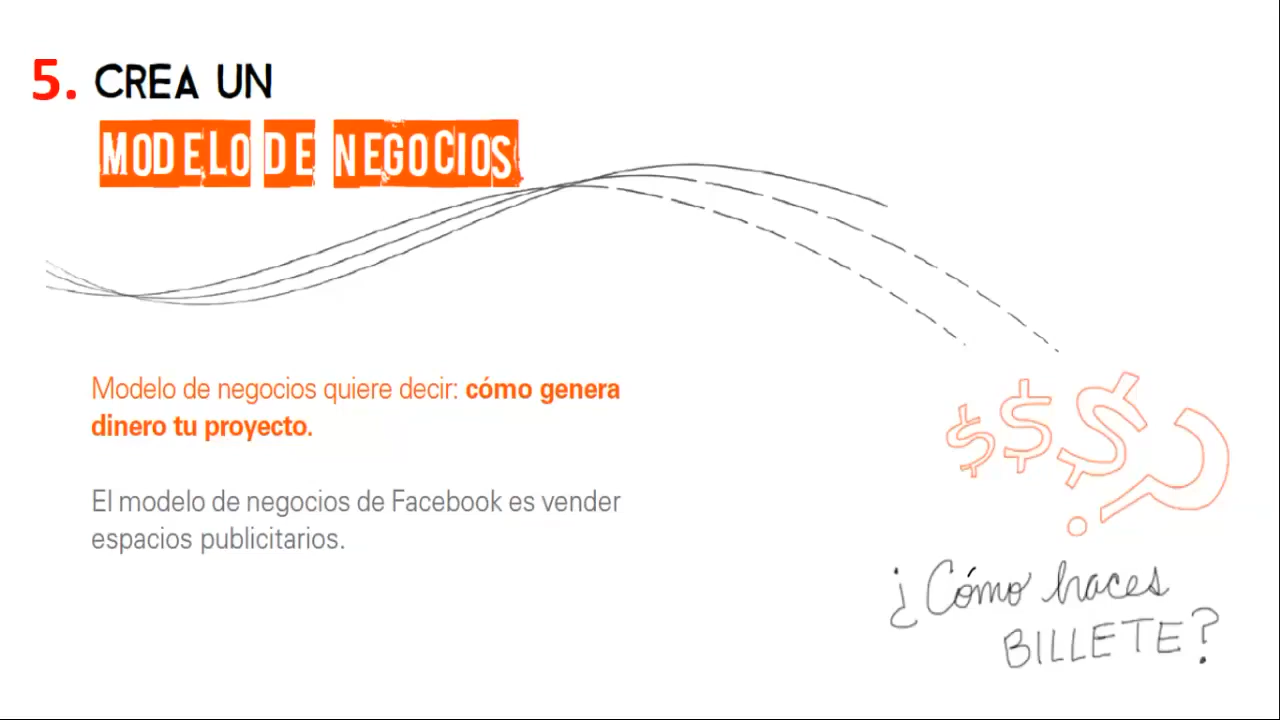 5. CREA UN
MODELO DE NEGOCIOS
Modelo de negocios quiere decir: cómo genera
dinero tu proyecto.
El modelo de negocios de Facebook es vender
espacios publicitarios.
$$$?
¿Cómo haces
BILLETE?